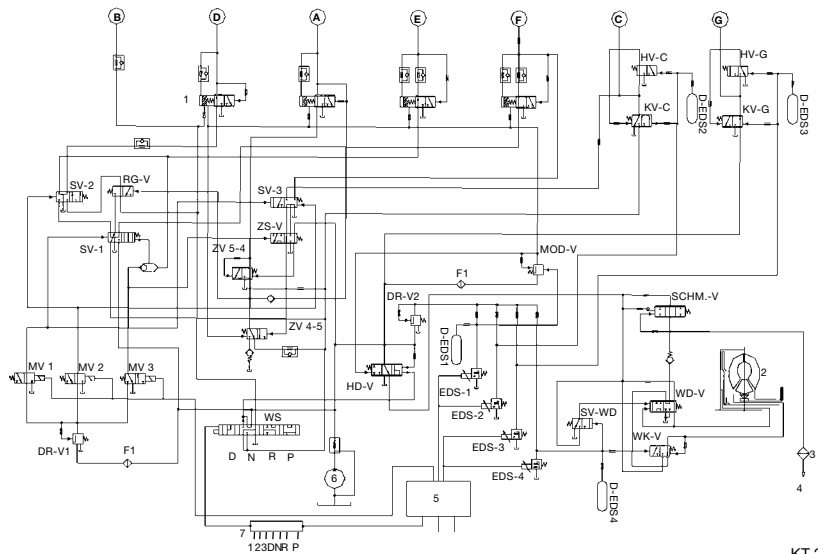 B D A E F C G
HV-C
HV-G
D-EDS2
D-EDS3
1
KV-C
KV-G
SV-2
RG-V
SV-3
SV-1
ZS-V
ZV 5-4
MOD-V
F1
DR-V2
SCHM.-V
ZV 4-5
D-EDS1
MV 1
MV 2
MV 3
HD-V
EDS-1
2
WD-V
EDS-2
SV-WD
WS
WK-V
DR-V1
F1
D N R P
EDS-3
3
EDS-4
6
D-EDS4
5
4
7
123DNR P